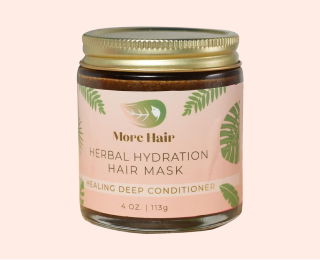 More Hair
HERBAL HYDRATION
HAIR MASK
HEALING DEEP CONDITIONER
4 OZ. | 113g